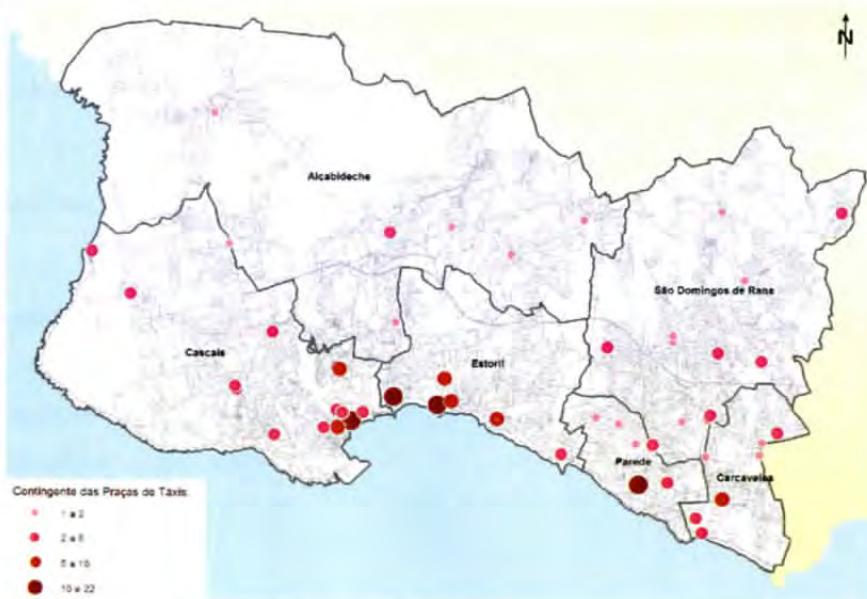 N
Alcabideche
São Domingos de Rana
Cascais
Estoril
Parede
Carcavelos
Contingente das Praças de Táxis
1 a 2
2 a 5
5 a 10
10 a 22